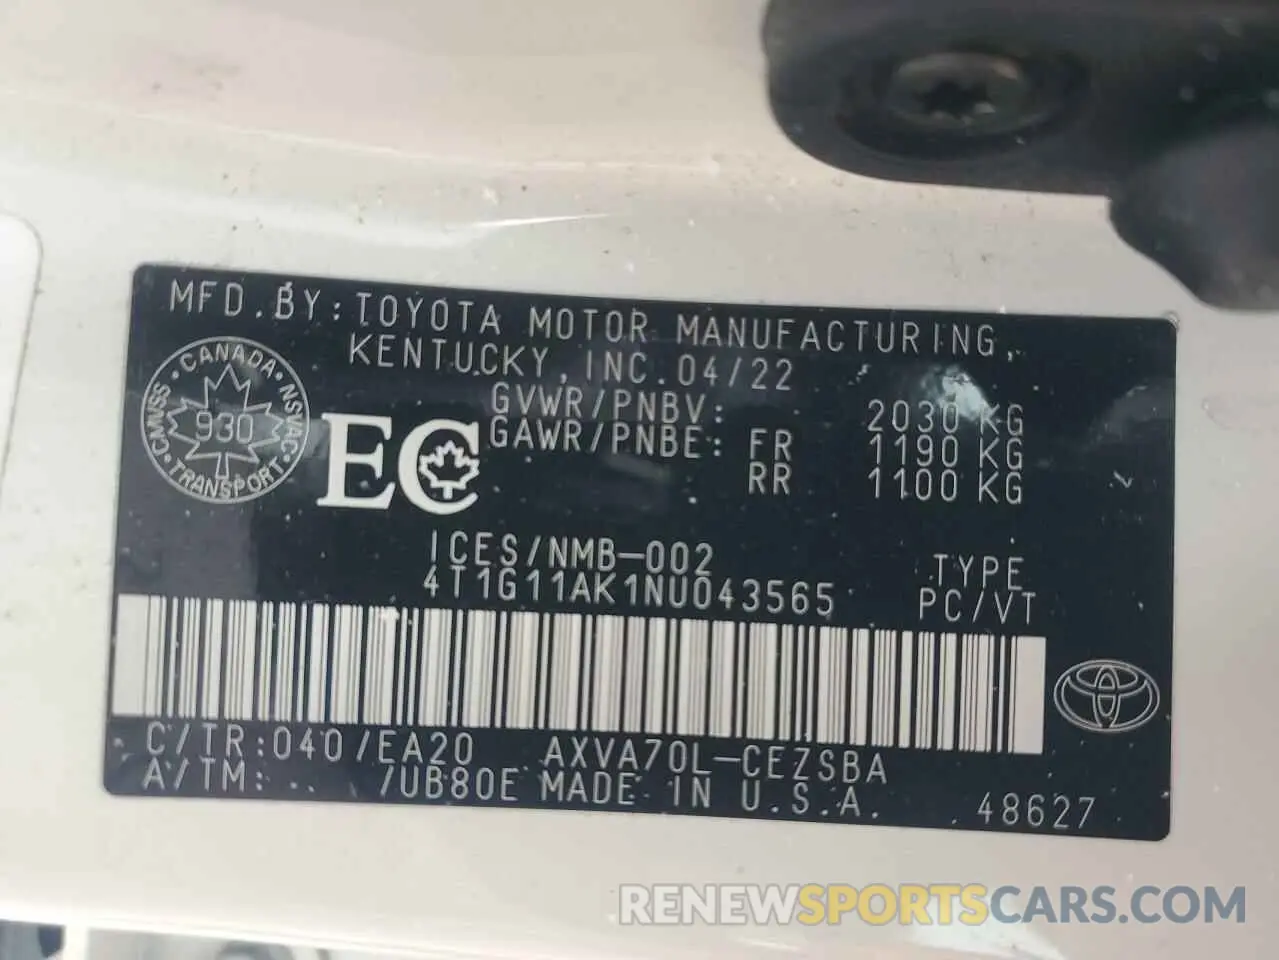 MFD.BY:TOYOTA MOTOR MANUFACTURING,
KENTUCKY, INC. 04/22
GVWR/PNBV: 2030 KG
GAWR/PNBE: FR 1190 KG
RR 1100 KG
CANADA
CMVSS 930 NSVAC
TRANSPORT
EC
ICES/NMB-002
4T1G11AK1NU043565
TYPE
PC/VT
C/TR:040/EA20 AXVA70L-CEZSBA
A/TM: /UB80E MADE IN U.S.A. 48627
RENEWSPORTSCARS.COM